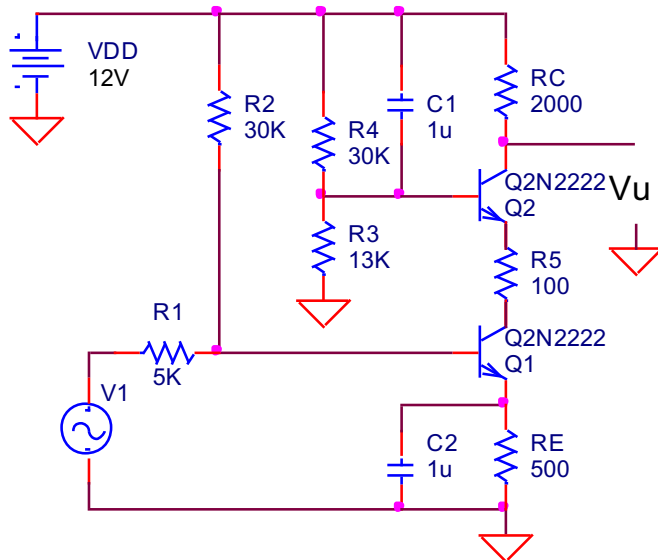 VDD
12V
R2
30K
R4
30K
C1
1u
RC
2000
Q2N2222
Q2
Vu
R3
13K
R5
100
R1
5K
Q2N2222
Q1
V1
C2
1u
RE
500